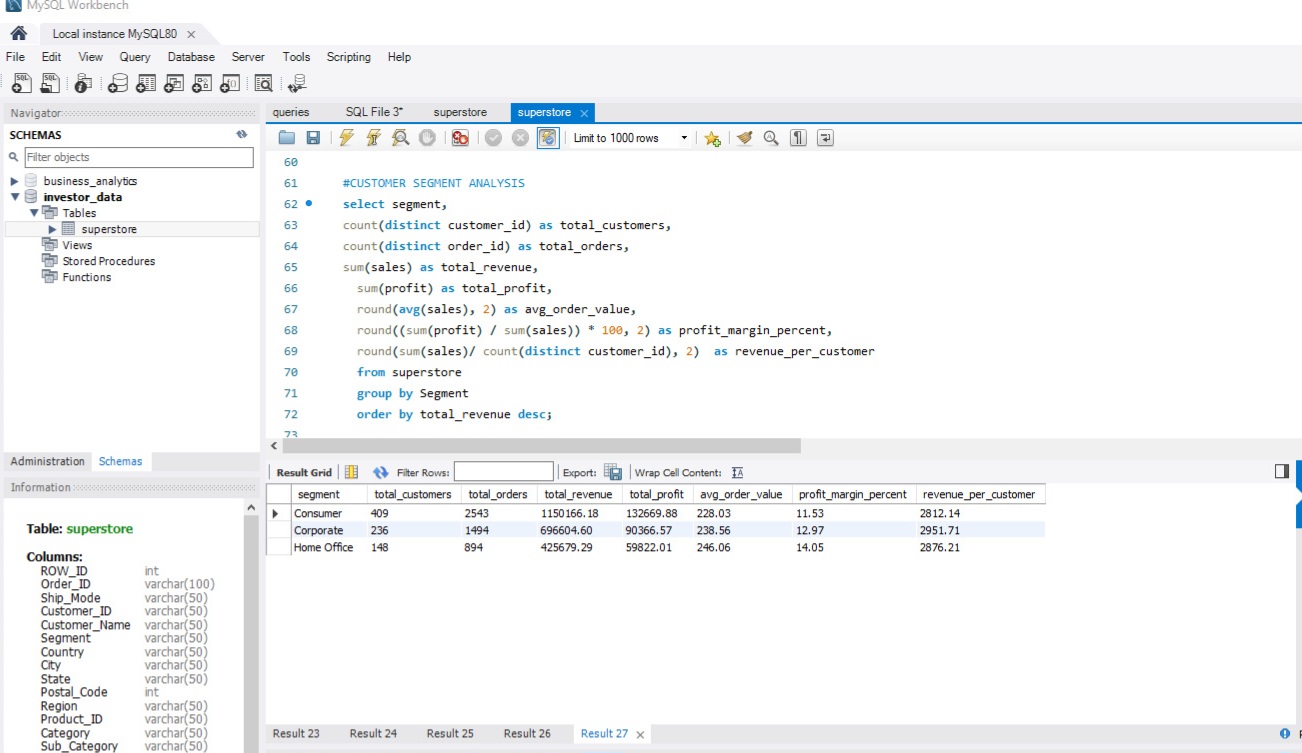 MySQL Workbench
Local instance MySQL80
File Edit View Query Database Server Tools Scripting Help
Navigator
SCHEMAS
Filter objects
business_analytics
investor_data
Tables
superstore
Views
Stored Procedures
Functions
Administration Schemas
Information
Table: superstore
Columns:
ROW_ID int
Order_ID varchar(100)
Ship_Mode varchar(50)
Customer_ID varchar(50)
Customer_Name varchar(50)
Segment varchar(50)
Country varchar(50)
City varchar(50)
State varchar(50)
Postal_Code int
Region varchar(50)
Product_ID varchar(50)
Category varchar(50)
Sub_Category varchar(50)
queries SQL File 3* superstore superstore
Limit to 1000 rows
60
61 #CUSTOMER SEGMENT ANALYSIS
62 select segment,
63 count(distinct customer_id) as total_customers,
64 count(distinct order_id) as total_orders,
65 sum(sales) as total_revenue,
66 sum(profit) as total_profit,
67 round(avg(sales), 2) as avg_order_value,
68 round((sum(profit) / sum(sales)) * 100, 2) as profit_margin_percent,
69 round(sum(sales)/ count(distinct customer_id), 2)  as revenue_per_customer
70 from superstore
71 group by Segment
72 order by total_revenue desc;
73
Result Grid Filter Rows: Export: Wrap Cell Content:
segment total_customers total_orders total_revenue total_profit avg_order_value profit_margin_percent revenue_per_customer
Consumer 409 2543 1150166.18 132669.88 228.03 11.53 2812.14
Corporate 236 1494 696604.60 90366.57 238.56 12.97 2951.71
Home Office 148 894 425679.29 59822.01 246.06 14.05 2876.21
Result 23 Result 24 Result 25 Result 26 Result 27